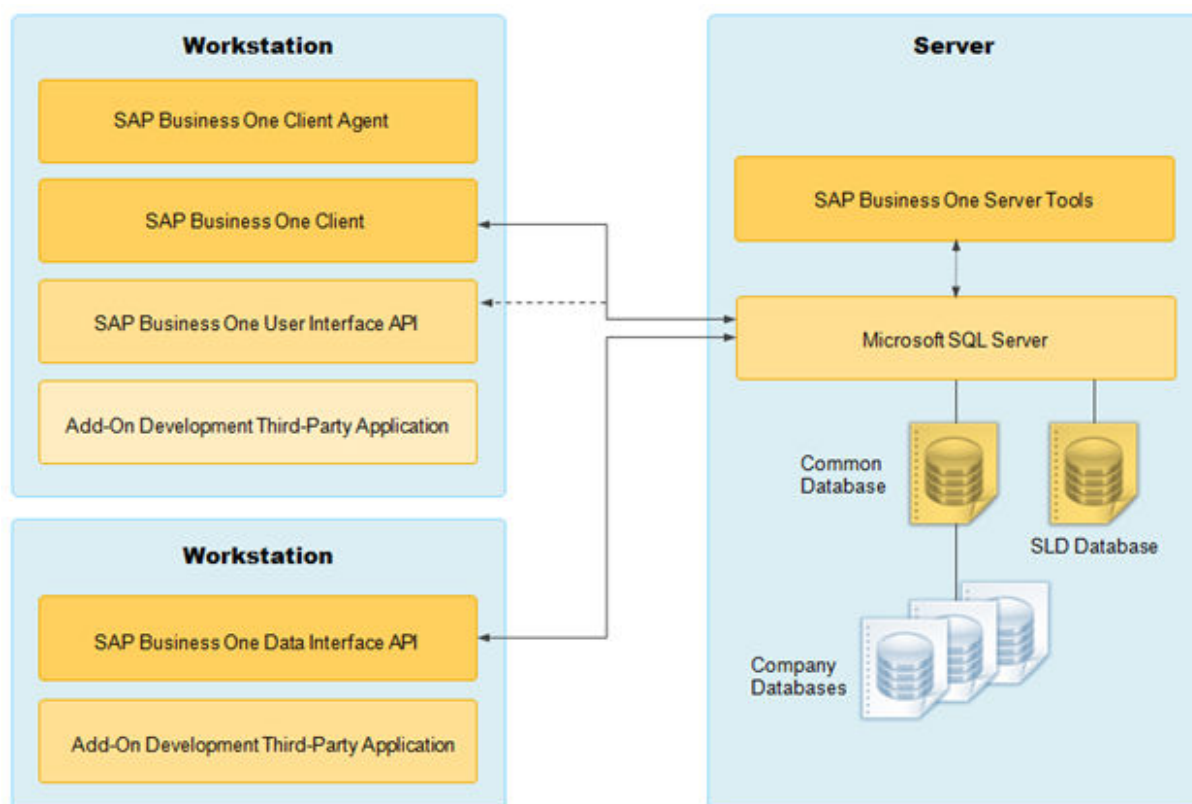 Workstation
SAP Business One Client Agent
SAP Business One Client
SAP Business One User Interface API
Add-On Development Third-Party Application
Workstation
SAP Business One Data Interface API
Add-On Development Third-Party Application
Server
SAP Business One Server Tools
Microsoft SQL Server
Common
Database
SLD Database
Company
Databases